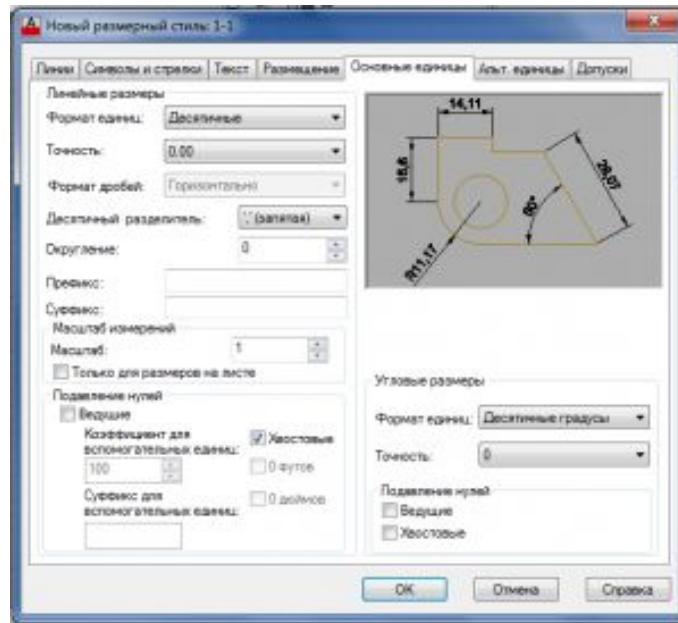 Новый размерный стиль: 1-1
Линии
Символы и стрелки
Текст
Размещение
Основные единицы
Альт. единицы
Допуски
Линейные размеры
Формат единиц:
Десятичные
Точность:
0.00
Формат дробей:
Горизонтально
Десятичный разделитель:
',' (запятая)
Округление:
0
Префикс:
Суффикс:
Масштаб измерений
Масштаб:
1
Только для размеров на листе
Подавление нулей
Ведущие
Коэффициент для
вспомогательных единиц:
100
Хвостовые
0 футов
Суффикс для
вспомогательных единиц:
0 дюймов
14,11
16,6
28,07
60°
R11,17
Угловые размеры
Формат единиц:
Десятичные градусы
Точность:
0
Подавление нулей
Ведущие
Хвостовые
OK
Отмена
Справка